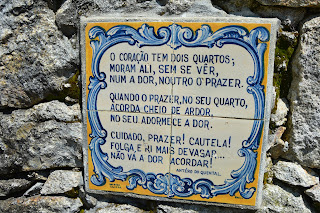 O CORAÇÃO TEM DOIS QUARTOS;
MORAM ALI, SEM SE VÊR,
NUM A DOR, NOUTRO O PRAZER.
QUANDO O PRAZER, NO SEU QUARTO,
ACORDA CHEIO DE ARDOR,
NO SEU ADORMECE A DOR.
CUIDADO, PRAZER! CAUTELA!
FOLGA, E RI MAIS DEVAGAR...
NÃO VÁ A DOR ACORDAR!
ANTÉRO DO QUENTAL